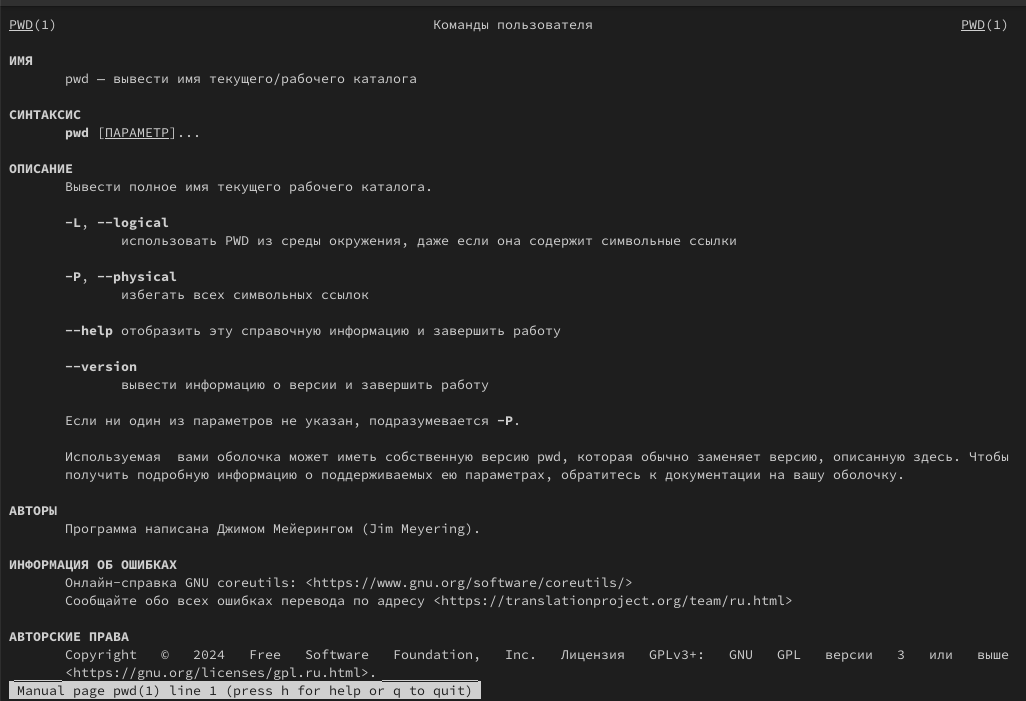 PWD(1) Команды пользователя PWD(1)
ИМЯ
pwd — вывести имя текущего/рабочего каталога
СИНТАКСИС
pwd [ПАРАМЕТР]...
ОПИСАНИЕ
Вывести полное имя текущего рабочего каталога.
-L, --logical
использовать PWD из среды окружения, даже если она содержит символьные ссылки
-P, --physical
избегать всех символьных ссылок
--help отобразить эту справочную информацию и завершить работу
--version
вывести информацию о версии и завершить работу
Если ни один из параметров не указан, подразумевается -P.
Используемая вами оболочка может иметь собственную версию pwd, которая обычно заменяет версию, описанную здесь. Чтобы
получить подробную информацию о поддерживаемых ею параметрах, обратитесь к документации на вашу оболочку.
АВТОРЫ
Программа написана Джимом Мейерингом (Jim Meyering).
ИНФОРМАЦИЯ ОБ ОШИБКАХ
Онлайн-справка GNU coreutils: <https://www.gnu.org/software/coreutils/>
Сообщайте обо всех ошибках перевода по адресу <https://translationproject.org/team/ru.html>
АВТОРСКИЕ ПРАВА
Copyright © 2024 Free Software Foundation, Inc. Лицензия GPLv3+: GNU GPL версии 3 или выше
<https://gnu.org/licenses/gpl.ru.html>.
Manual page pwd(1) line 1 (press h for help or q to quit)